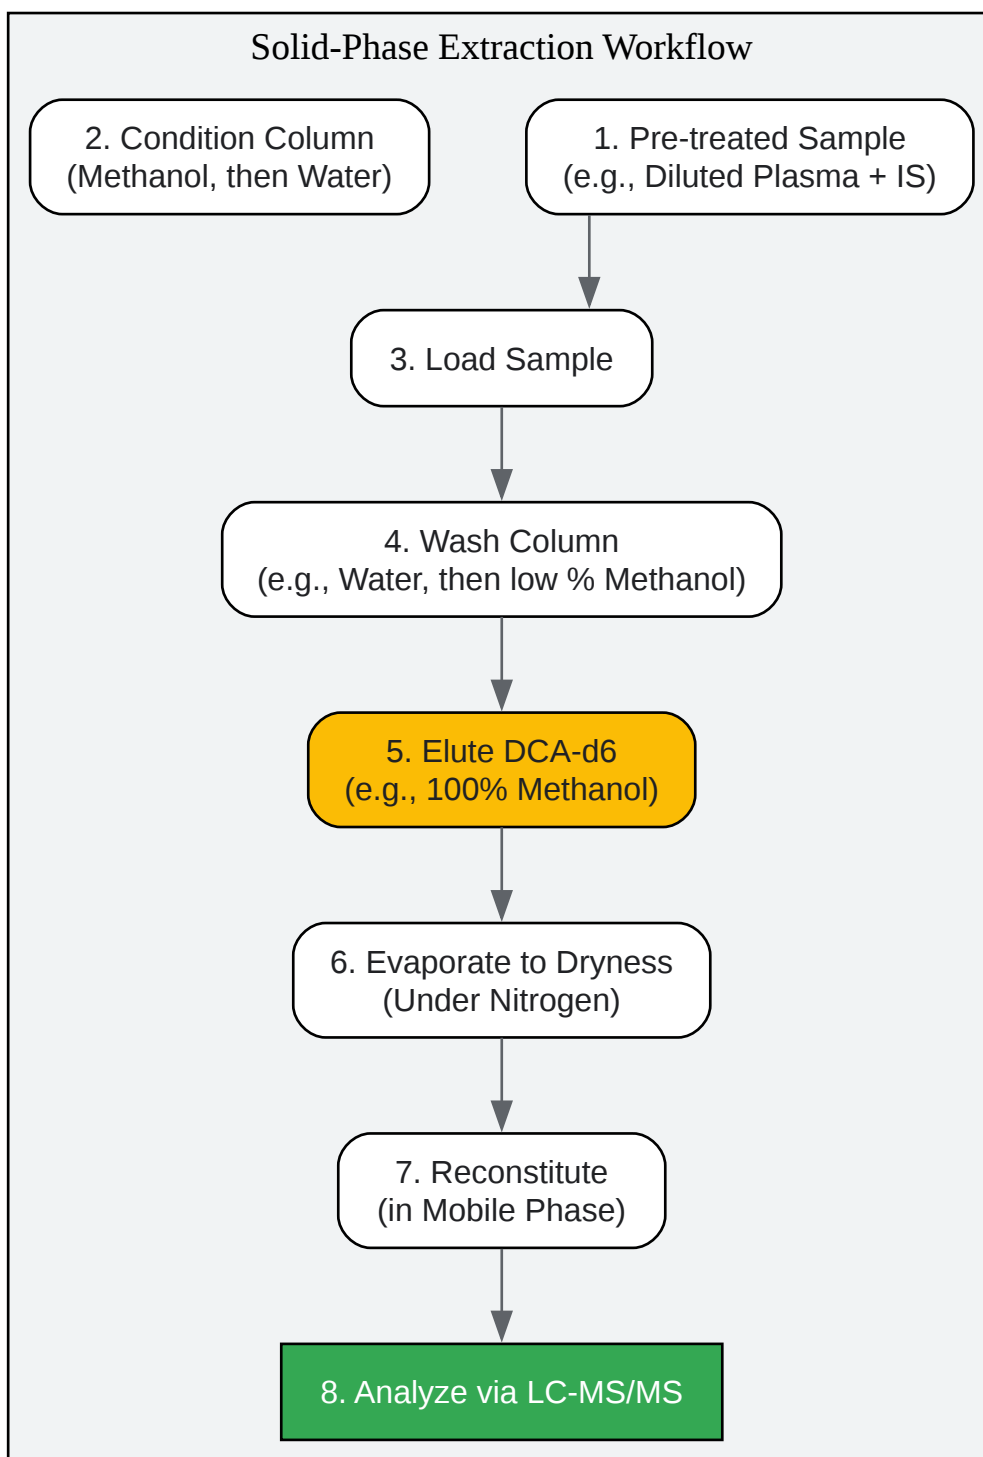 Solid-Phase Extraction Workflow
2. Condition Column
(Methanol, then Water)
1. Pre-treated Sample
(e.g., Diluted Plasma + IS)
3. Load Sample
4. Wash Column
(e.g., Water, then low % Methanol)
5. Elute DCA-d6
(e.g., 100% Methanol)
6. Evaporate to Dryness
(Under Nitrogen)
7. Reconstitute
(in Mobile Phase)
8. Analyze via LC-MS/MS